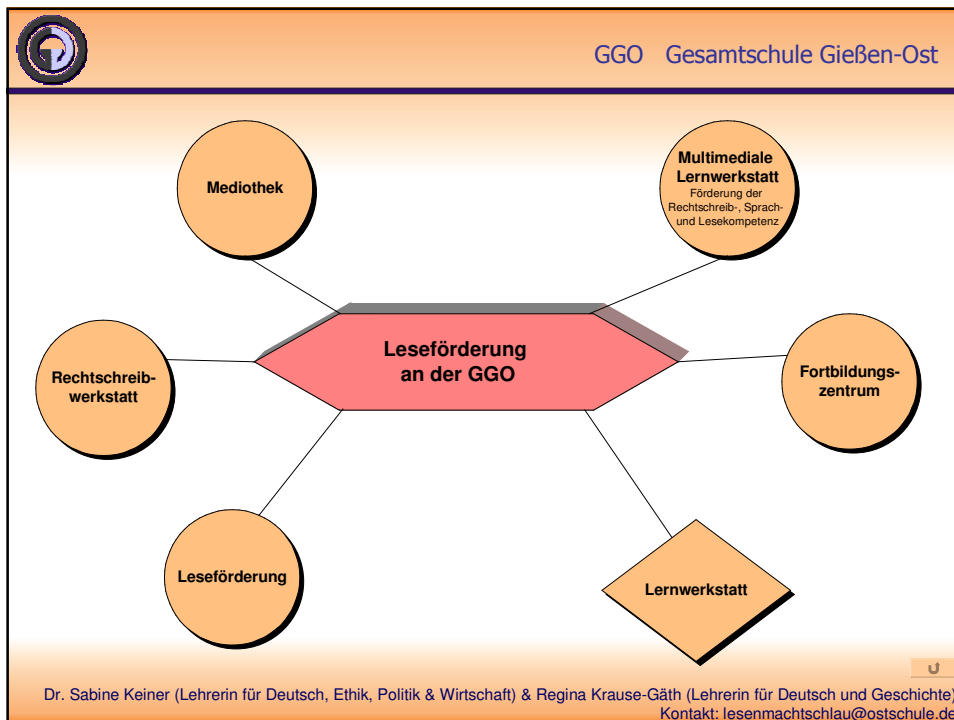 GGO Gesamtschule Gießen-Ost
Mediothek
Multimediale
Lernwerkstatt
Förderung der
Rechtschreib-, Sprach-
und Lesekompetenz
Leseförderung
an der GGO
Rechtschreib-
werkstatt
Fortbildungs-
zentrum
Leseförderung
Lernwerkstatt
Dr. Sabine Keiner (Lehrerin für Deutsch, Ethik, Politik & Wirtschaft) & Regina Krause-Gäth (Lehrerin für Deutsch und Geschichte)
Kontakt: lesenmachtschlau@ostschule.de